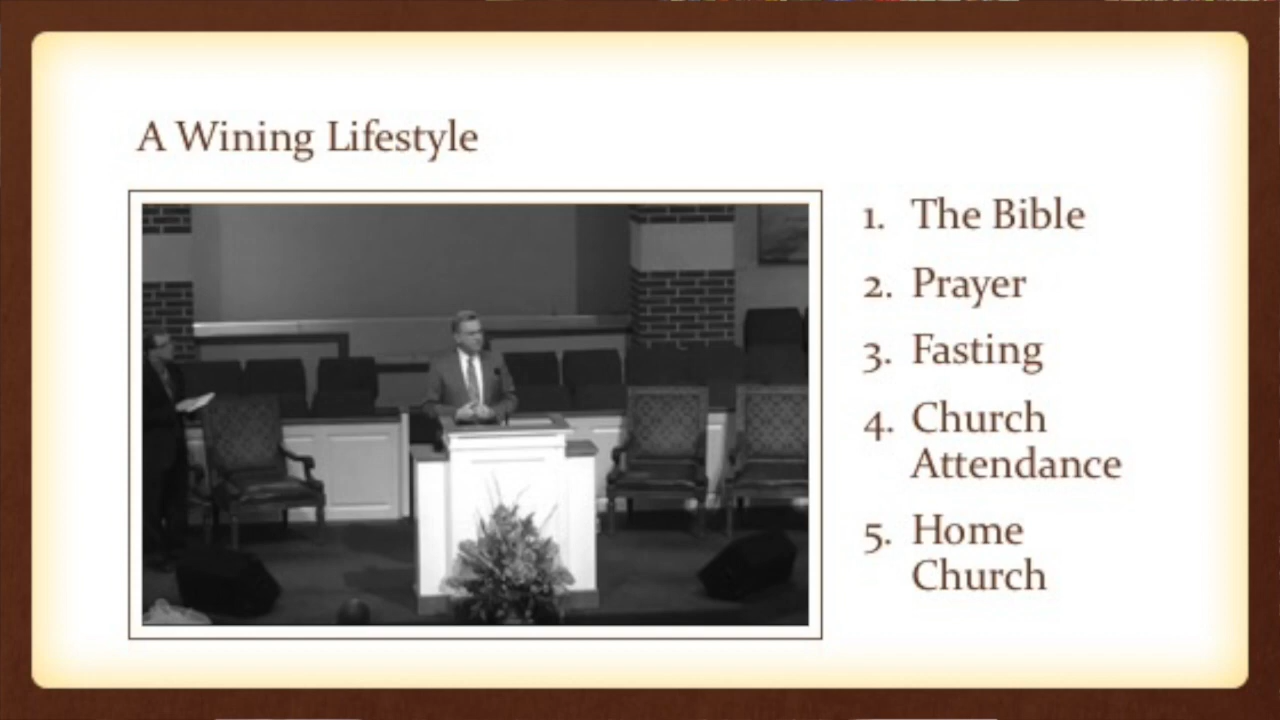 A Wining Lifestyle
1. The Bible
2. Prayer
3. Fasting
4. Church
Attendance
5. Home
Church